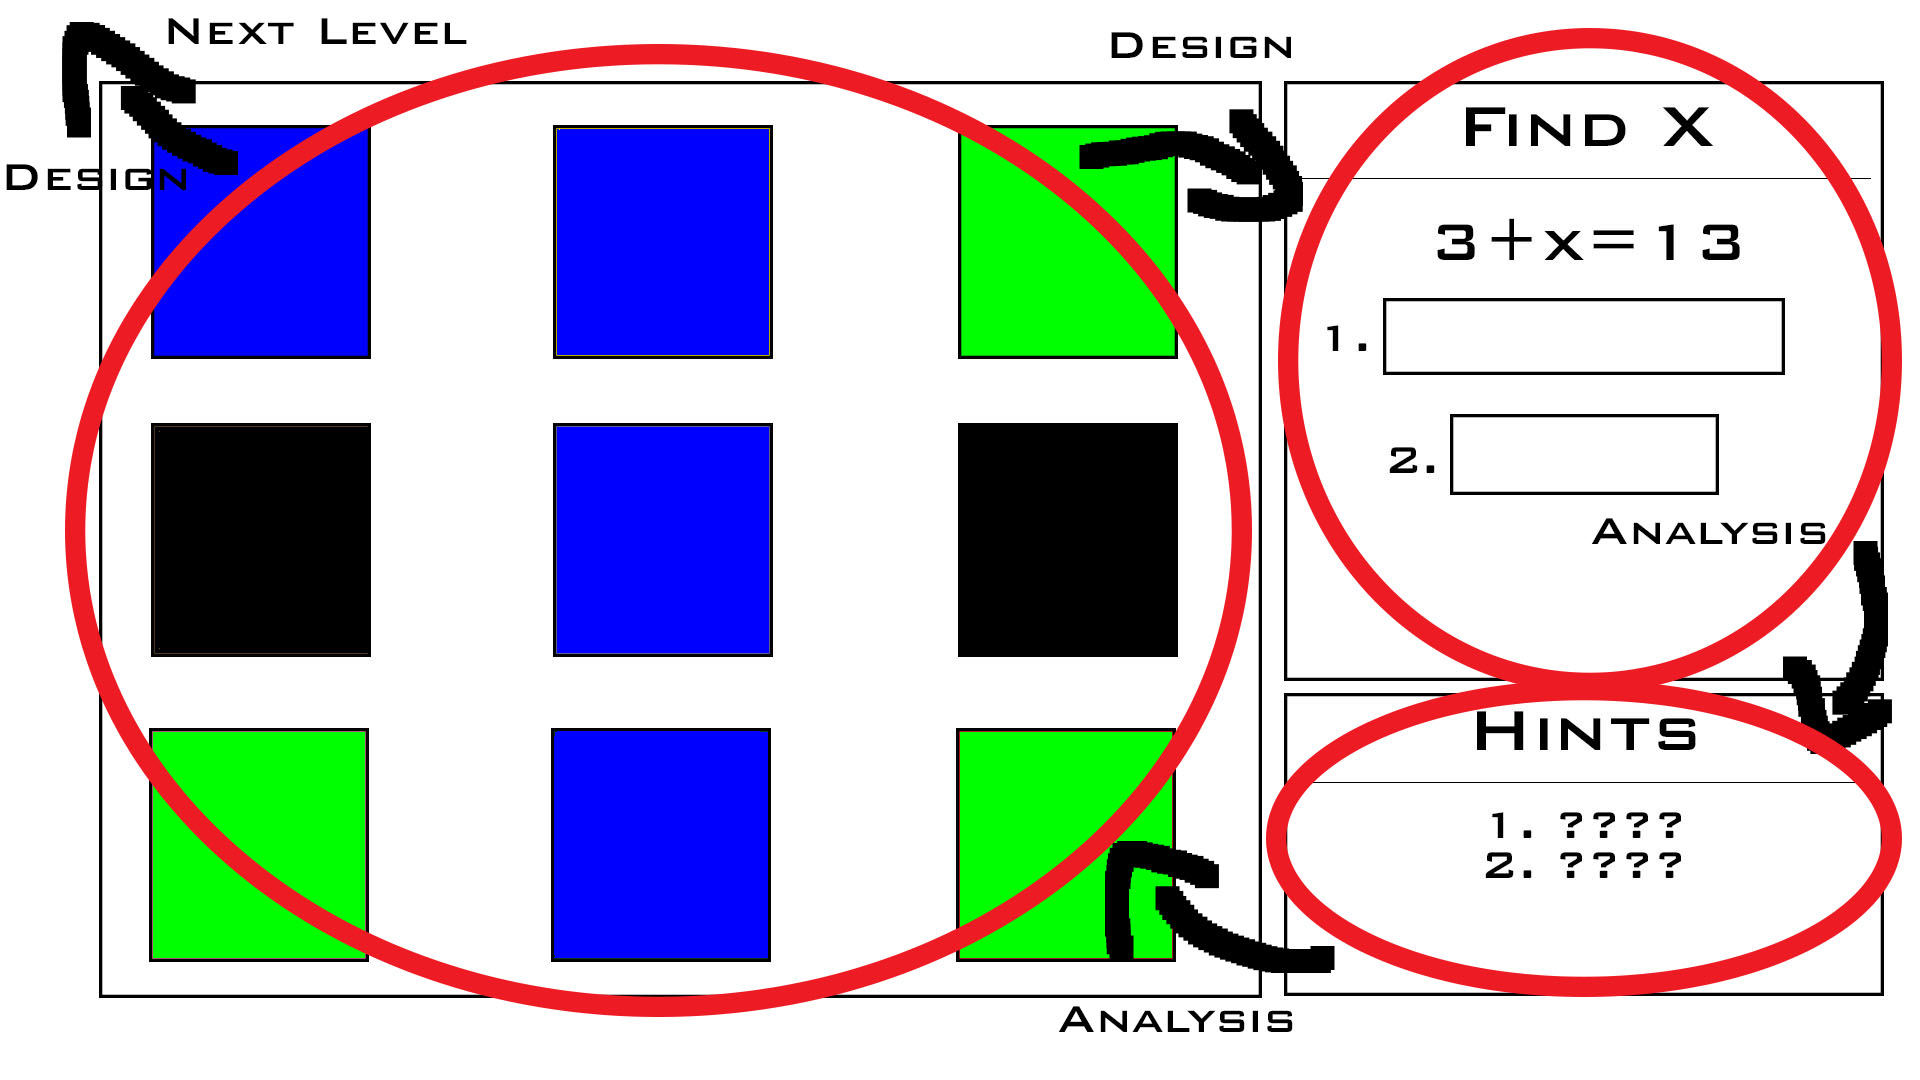 Next Level
Design
Design
Find X
3+x=13
1.
2.
Analysis
Hints
1. ????
2. ????
Analysis